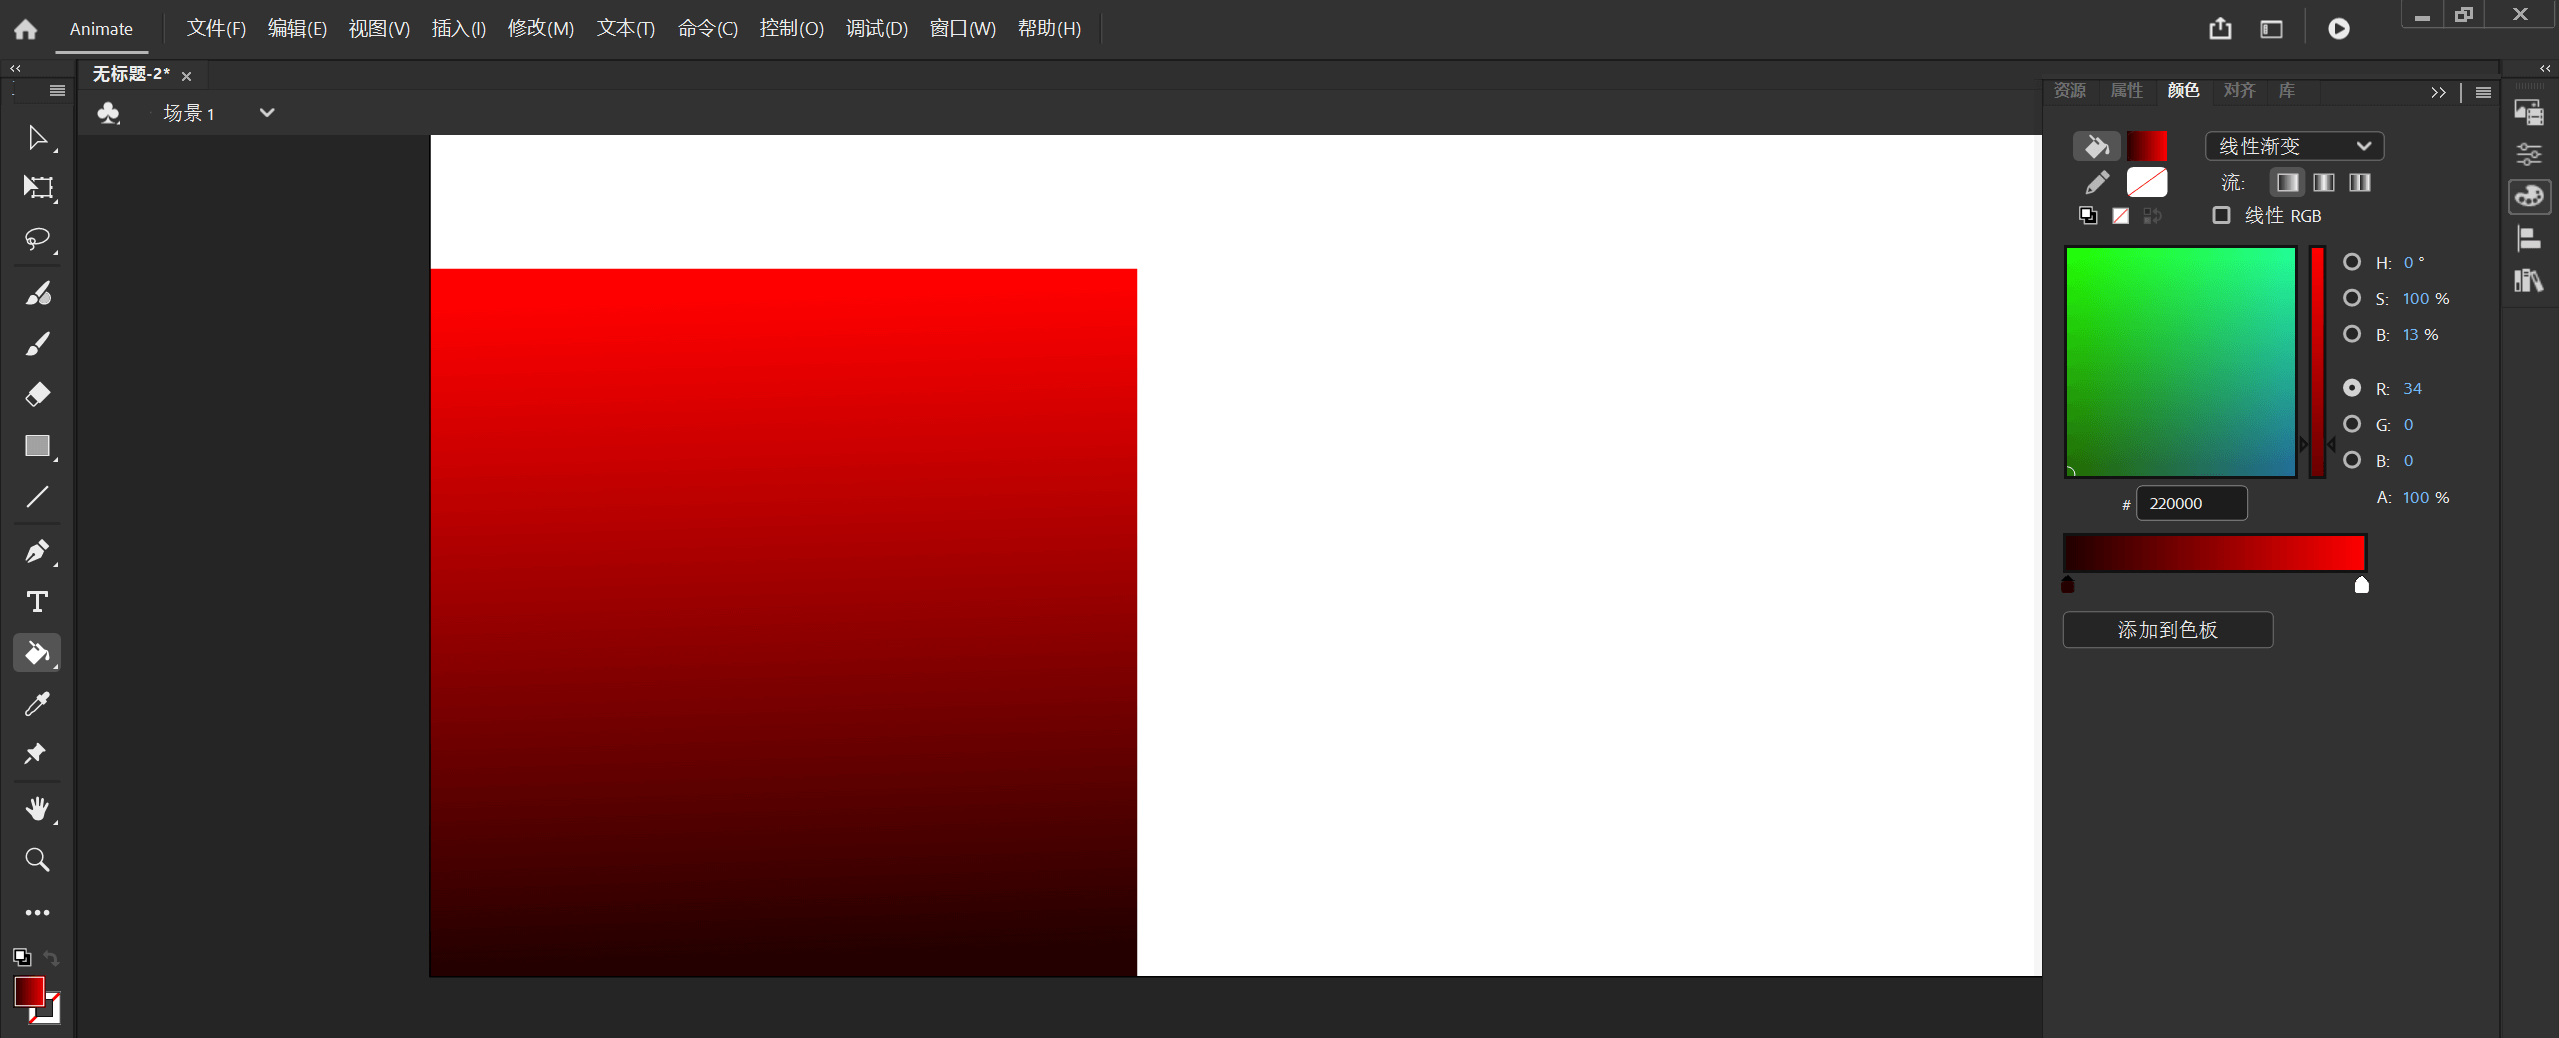 Animate 文件(F) 编辑(E) 视图(V) 插入(I) 修改(M) 文本(T) 命令(C) 控制(O) 调试(D) 窗口(W) 帮助(H)
无标题-2*
场景 1
资源 属性 颜色 对齐 库
线性渐变
流:
线性 RGB
H: 0 °
S: 100 %
B: 13 %
R: 34
G: 0
B: 0
A: 100 %
# 220000
添加到色板